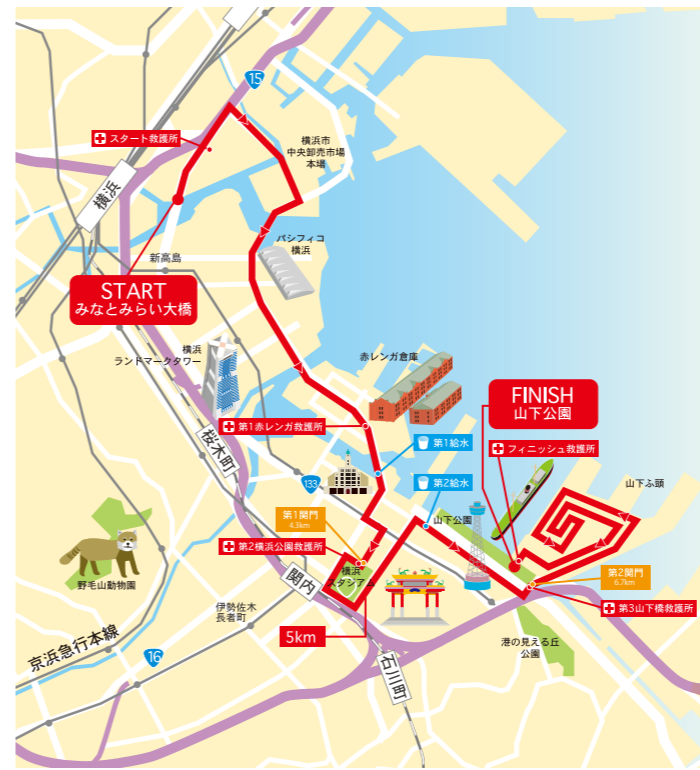 15
スタート救護所
横浜市
中央卸売市場
本場
横浜
パシフィコ
横浜
新高島
START
みなとみらい大橋
横浜
ランドマークタワー
赤レンガ倉庫
FINISH
山下公園
第1赤レンガ救護所
桜木町
第1給水
フィニッシュ救護所
133
第2給水
山下ふ頭
第1関門
4.3km
山下公園
第2横浜公園救護所
横浜
スタジアム
第2関門
6.7km
野毛山動物園
関内
第3山下橋救護所
伊勢佐木
長者町
5km
港の見える丘
公園
京浜急行本線
16
石川町